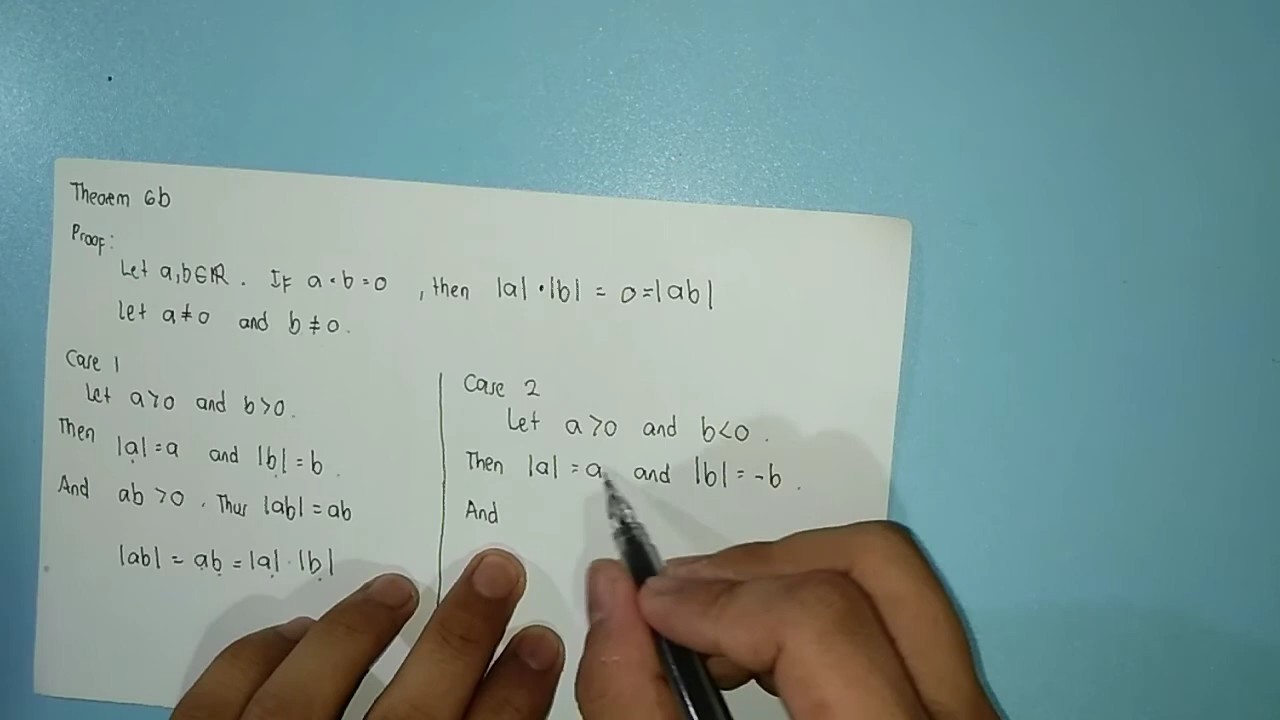 Theorem 6b
Proof:
Let a,b∈ℝ. If a·b=0, then |a|·|b| = 0=|ab|
let a≠0 and b≠0.
Case 1
Let a>0 and b>0.
Then |a|=a and |b|=b.
And ab>0. Thus |ab|=ab
|ab| = ab = |a|·|b|
Case 2
Let a>0 and b<0.
Then |a|=a and |b|=-b.
And